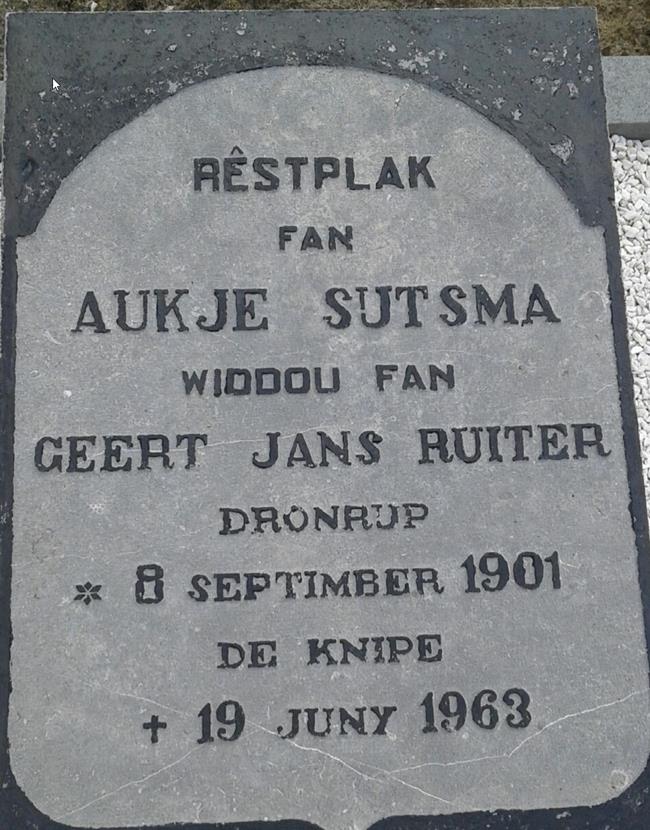 RÊSTPLAK
FAN
AUKJE SUTSMA
WIDDOU FAN
GEERT JANS RUITER
DRONRIJP
* 8 SEPTIMBER 1901
DE KNIPE
† 19 JUNY 1963